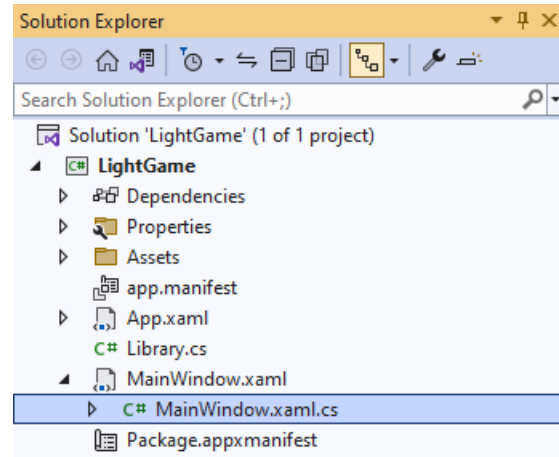 Solution Explorer
Search Solution Explorer (Ctrl+;)
Solution 'LightGame' (1 of 1 project)
C# LightGame
Dependencies
Properties
Assets
app.manifest
App.xaml
C# Library.cs
MainWindow.xaml
C# MainWindow.xaml.cs
Package.appxmanifest